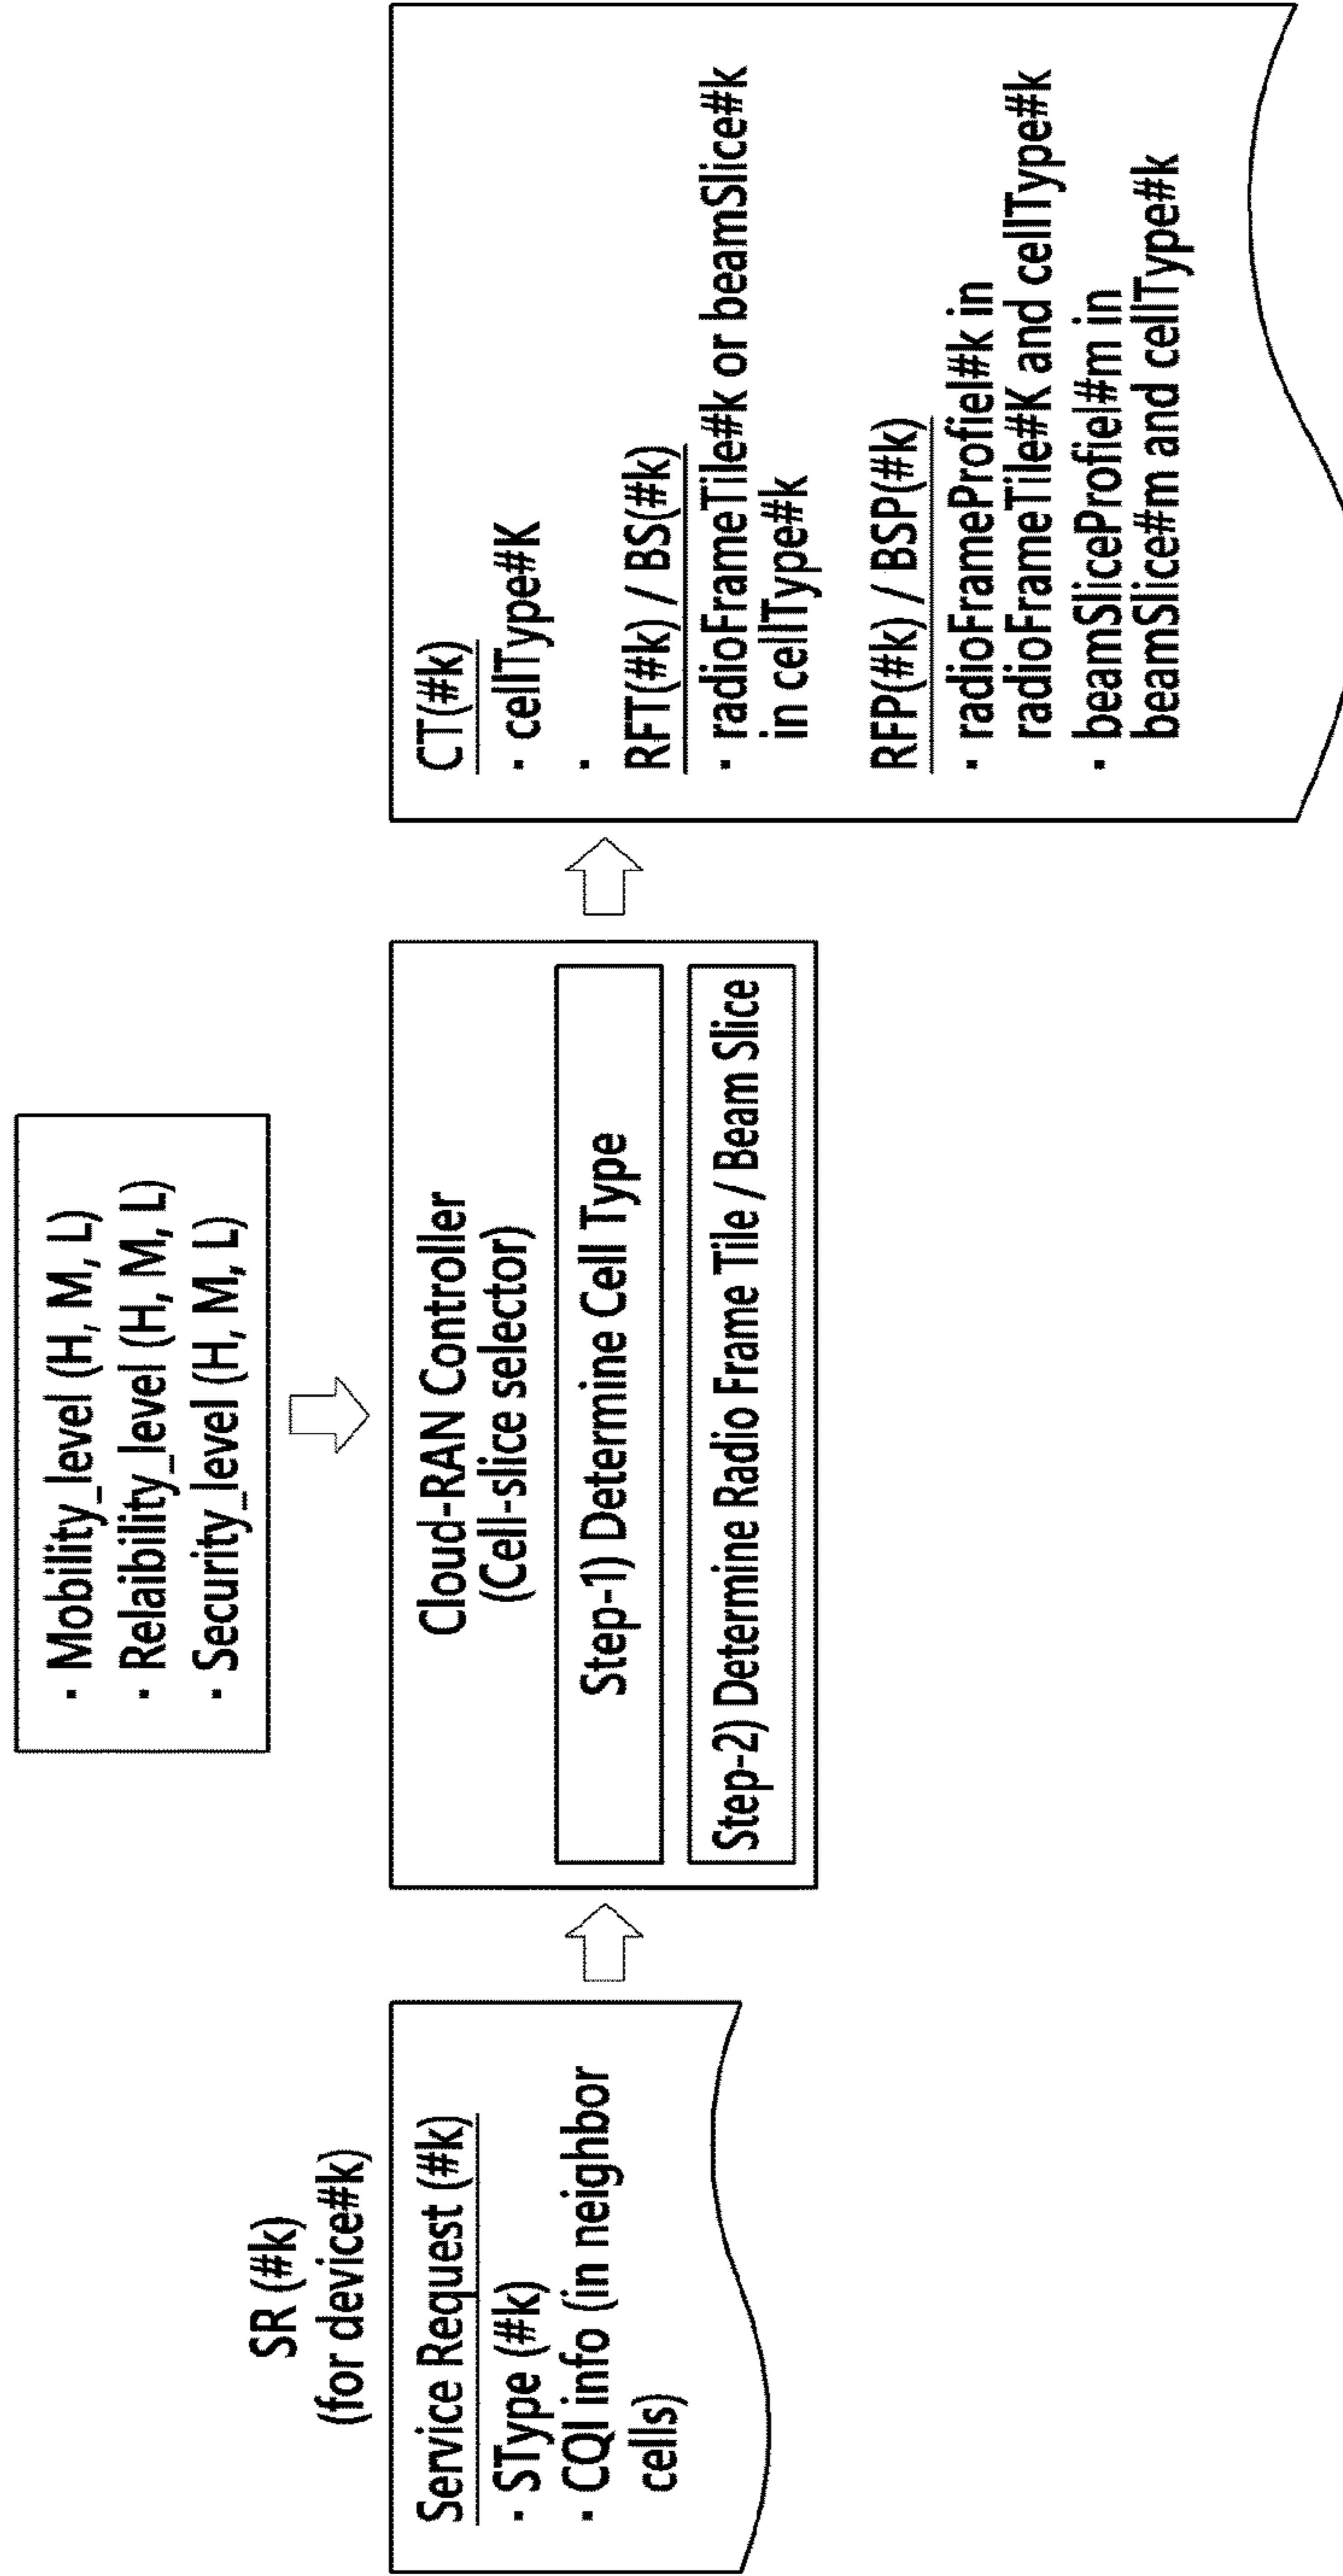 · Mobility_level (H, M, L)
· Relaibility_level (H, M, L)
· Security_level (H, M, L)
SR (#k)
(for device#k)
Service Request (#k)
· SType (#k)
· CQI info (in neighbor
cells)
Cloud-RAN Controller
(Cell-slice selector)
Step-1) Determine Cell Type
Step-2) Determine Radio Frame Tile / Beam Slice
CT(#k)
· cellType#K
·
RFT(#k) / BS(#k)
· radioFrameTile#k or beamSlice#k
in cellType#k
RFP(#k) / BSP(#k)
· radioFrameProfiel#k in
radioFrameTile#K and cellType#k
· beamSliceProfiel#m in
beamSlice#m and cellType#k